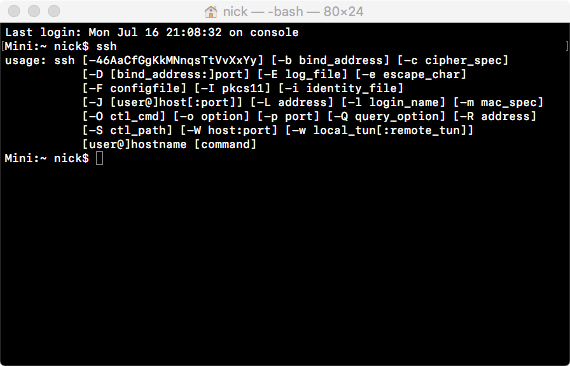 nick — -bash — 80×24
Last login: Mon Jul 16 21:08:32 on console
[Mini:~ nick$ ssh ]
usage: ssh [-46AaCfGgKkMNnqsTtVvXxYy] [-b bind_address] [-c cipher_spec]
[-D [bind_address:]port] [-E log_file] [-e escape_char]
[-F configfile] [-I pkcs11] [-i identity_file]
[-J [user@]host[:port]] [-L address] [-l login_name] [-m mac_spec]
[-O ctl_cmd] [-o option] [-p port] [-Q query_option] [-R address]
[-S ctl_path] [-W host:port] [-w local_tun[:remote_tun]]
[user@]hostname [command]
Mini:~ nick$